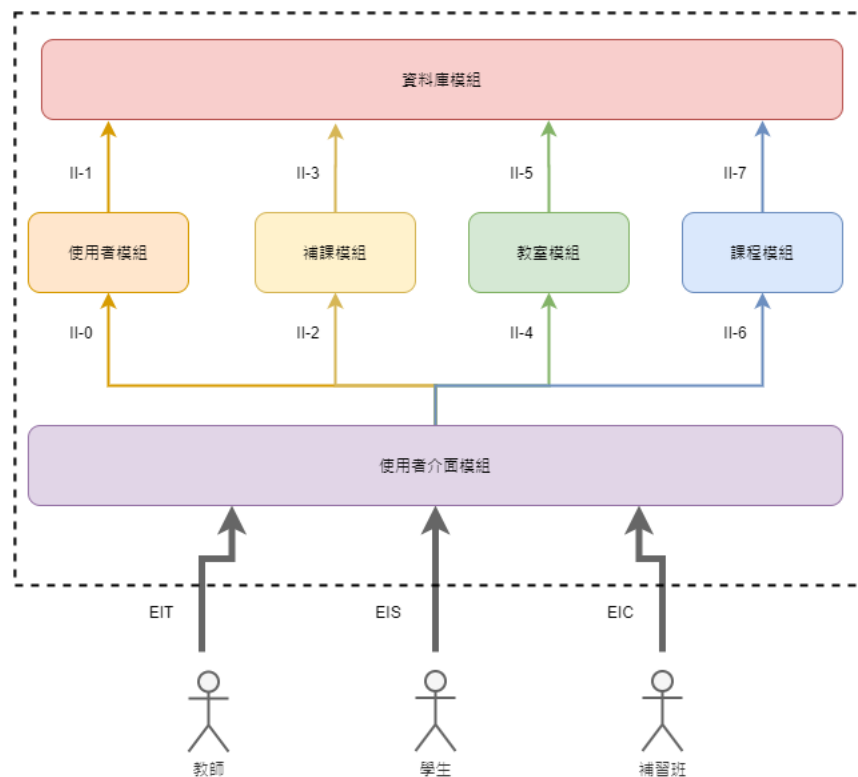 資料庫模組
II-1
II-3
II-5
II-7
使用者模組
補課模組
教室模組
課程模組
II-0
II-2
II-4
II-6
使用者介面模組
EIT
EIS
EIC
教師
學生
補習班